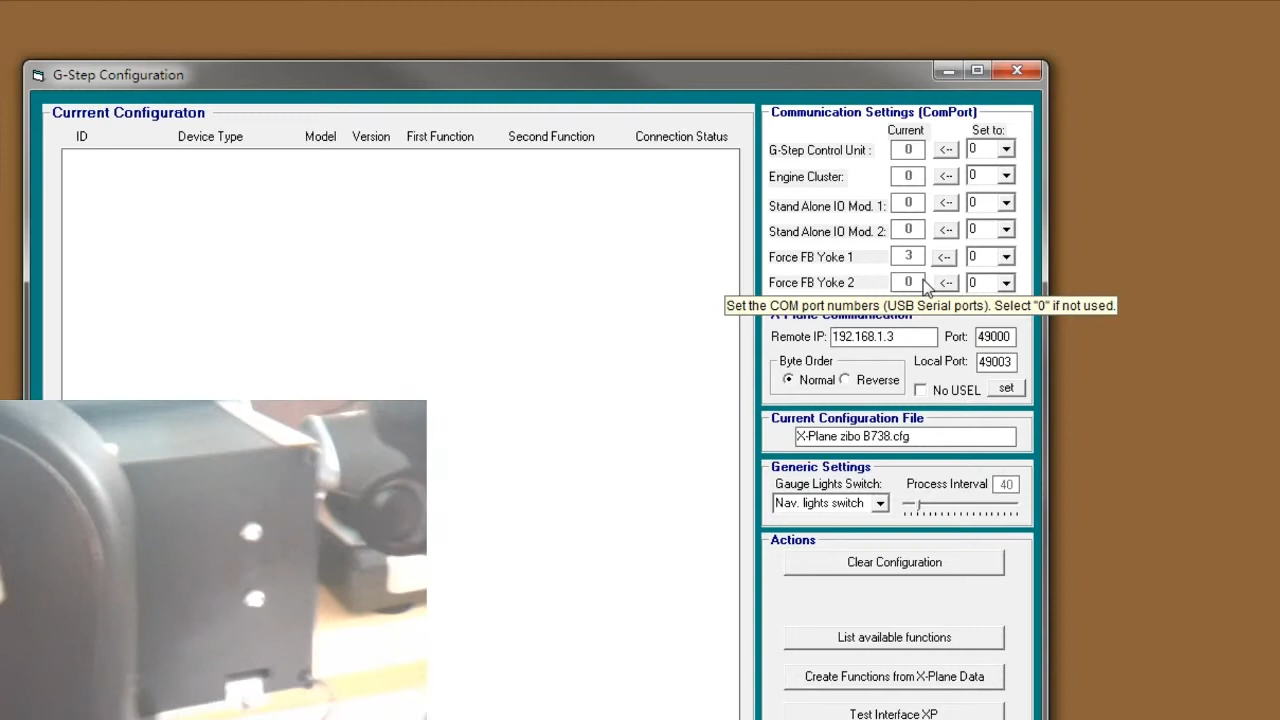 G-Step Configuration
Currrent Configuraton
ID Device Type Model Version First Function Second Function Connection Status
Communication Settings (ComPort)
Current Set to:
G-Step Control Unit : 0 <-- 0
Engine Cluster: 0 <-- 0
Stand Alone IO Mod. 1: 0 <-- 0
Stand Alone IO Mod. 2: 0 <-- 0
Force FB Yoke 1 3 <-- 0
Force FB Yoke 2 0 <-- 0
Set the COM port numbers (USB Serial ports). Select "0" if not used.
X-Plane Communication
Remote IP: 192.168.1.3 Port: 49000
Byte Order Local Port: 49003
Normal Reverse No USEL set
Current Configuration File
X-Plane zibo B738.cfg
Generic Settings
Gauge Lights Switch: Process Interval 40
Nav. lights switch
Actions
Clear Configuration
List available functions
Create Functions from X-Plane Data
Test Interface XP